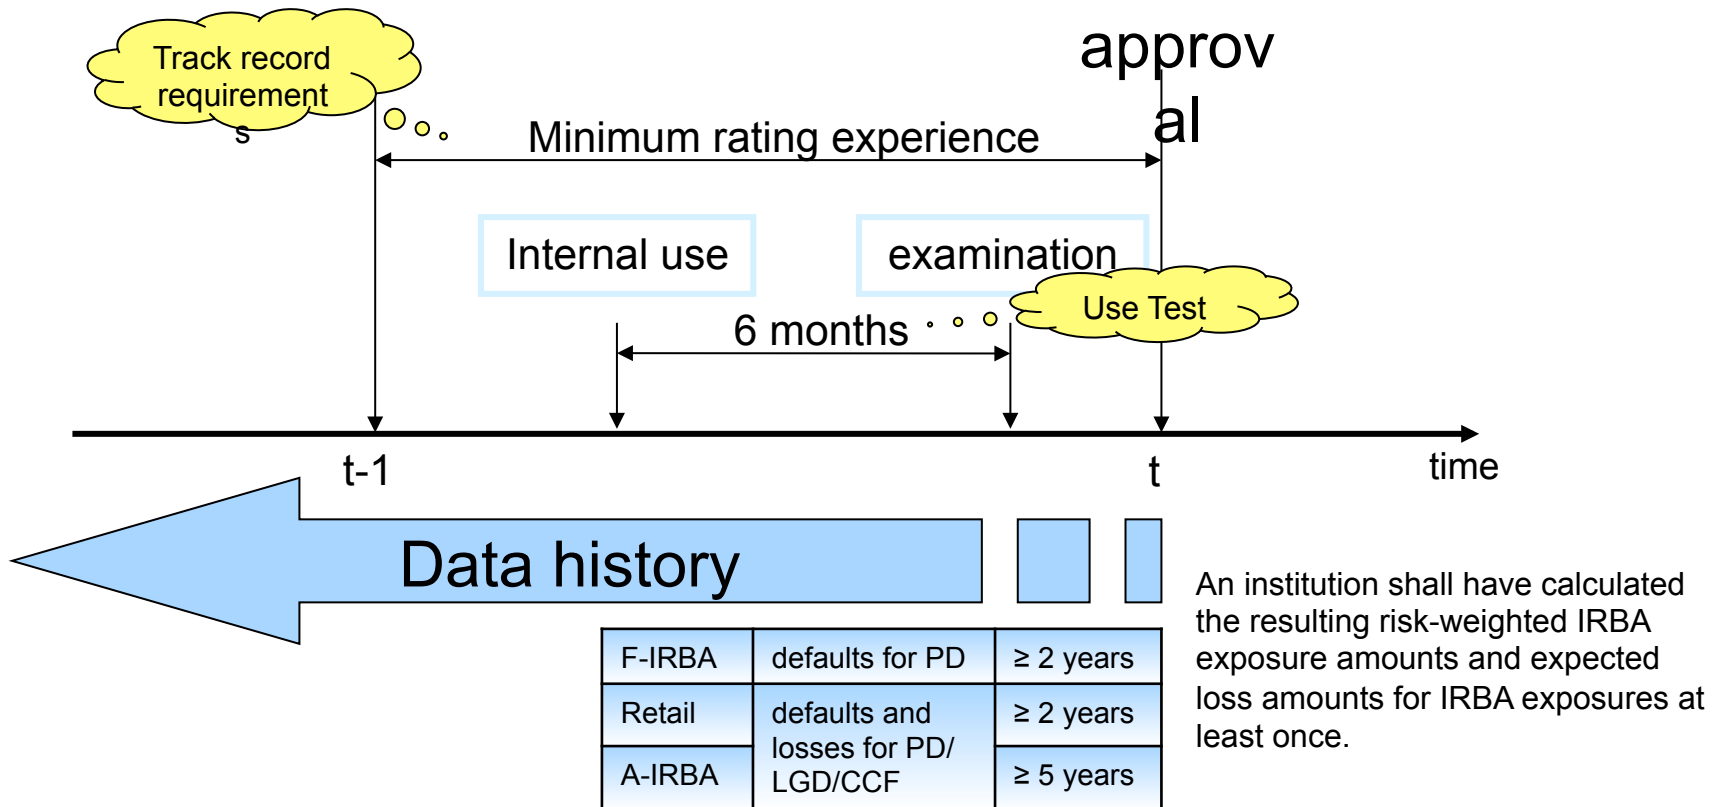 Track record
requirement
s
approv
al
Minimum rating experience
Internal use
examination
Use Test
6 months
t-1
t
time
Data history
An institution shall have calculated
the resulting risk-weighted IRBA
exposure amounts and expected
loss amounts for IRBA exposures at
least once.
F-IRBA
defaults for PD
≥ 2 years
Retail
defaults and
losses for PD/
LGD/CCF
≥ 2 years
A-IRBA
≥ 5 years